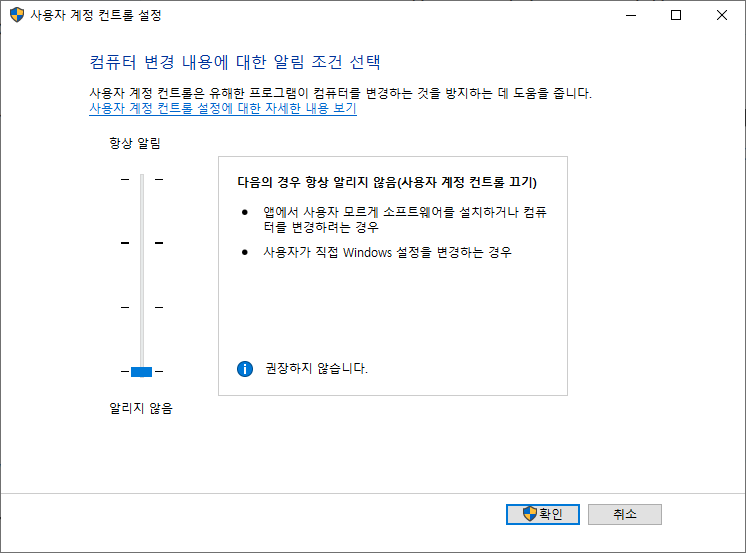 사용자 계정 컨트롤 설정
컴퓨터 변경 내용에 대한 알림 조건 선택
사용자 계정 컨트롤은 유해한 프로그램이 컴퓨터를 변경하는 것을 방지하는 데 도움을 줍니다.
사용자 계정 컨트롤 설정에 대한 자세한 내용 보기
항상 알림
다음의 경우 항상 알리지 않음(사용자 계정 컨트롤 끄기)
앱에서 사용자 모르게 소프트웨어를 설치하거나 컴퓨
터를 변경하려는 경우
사용자가 직접 Windows 설정을 변경하는 경우
권장하지 않습니다.
알리지 않음
확인
취소